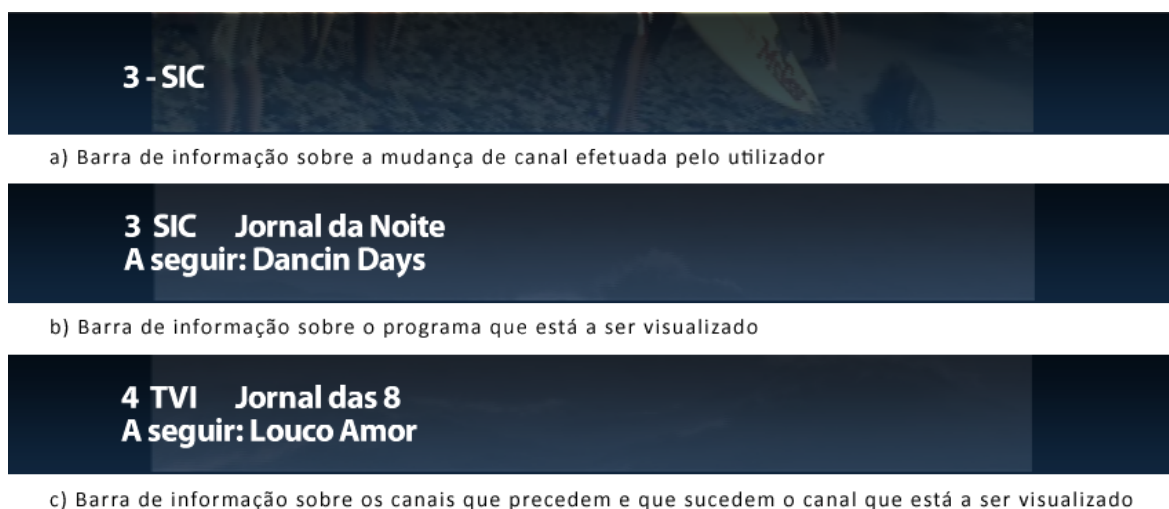 3 - SIC
a) Barra de informação sobre a mudança de canal efetuada pelo utilizador
3 SIC Jornal da Noite
A seguir: Dancin Days
b) Barra de informação sobre o programa que está a ser visualizado
4 TVI Jornal das 8
A seguir: Louco Amor
c) Barra de informação sobre os canais que precedem e que sucedem o canal que está a ser visualizado